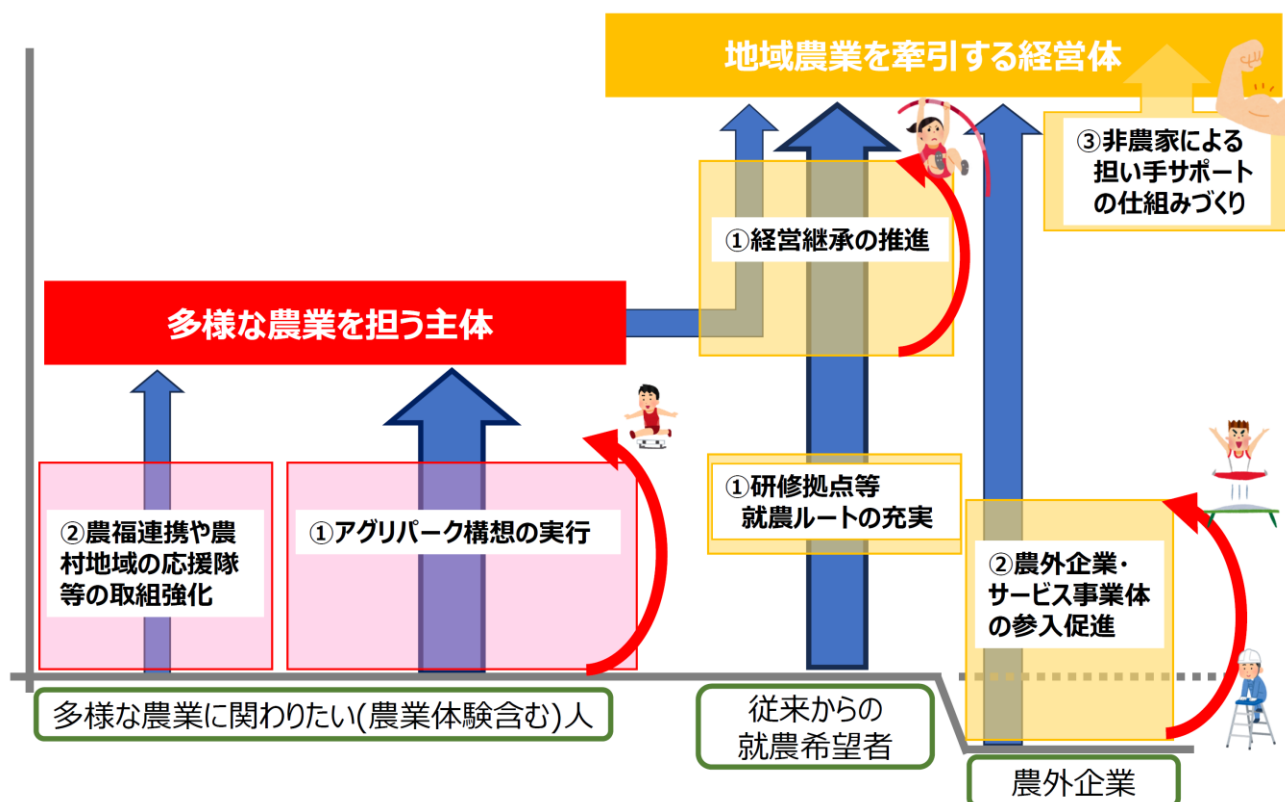 地域農業を牽引する経営体
③非農家による
担い手サポート
の仕組みづくり
①経営継承の推進
多様な農業を担う主体
②農福連携や農
村地域の応援隊
等の取組強化
①アグリパーク構想の実行
①研修拠点等
就農ルートの充実
②農外企業・
サービス事業体
の参入促進
多様な農業に関わりたい(農業体験含む)人
従来からの
就農希望者
農外企業